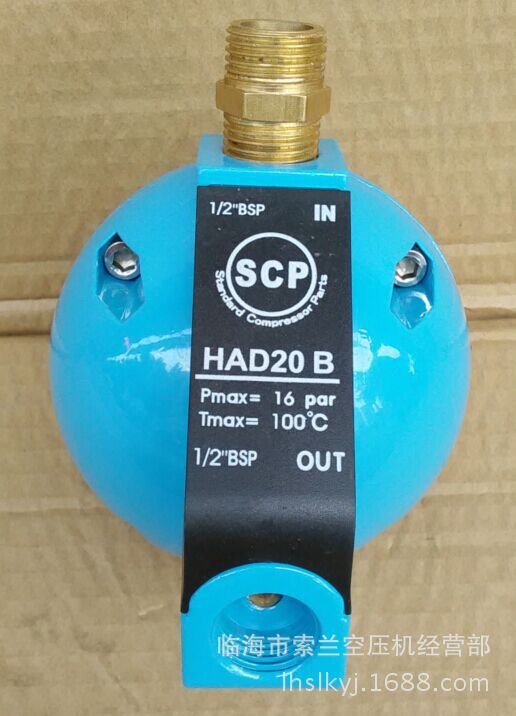 1/2"BSP IN
SCP
Standard Compressor Parts
HAD20 B
Pmax= 16 par
Tmax= 100℃
1/2"BSP OUT
临海市索兰空压机经营部
lhslkyj.1688.com